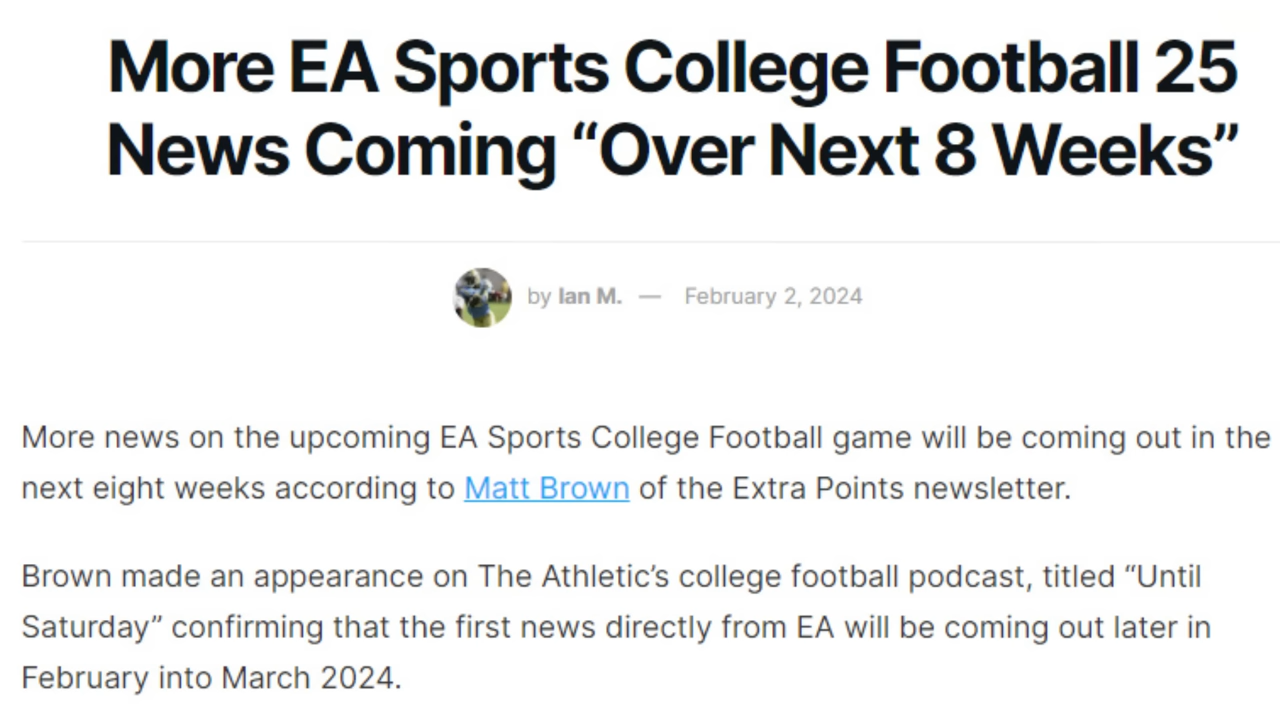 More EA Sports College Football 25
News Coming “Over Next 8 Weeks”
by Ian M. — February 2, 2024
More news on the upcoming EA Sports College Football game will be coming out in the
next eight weeks according to Matt Brown of the Extra Points newsletter.
Brown made an appearance on The Athletic’s college football podcast, titled “Until
Saturday” confirming that the first news directly from EA will be coming out later in
February into March 2024.